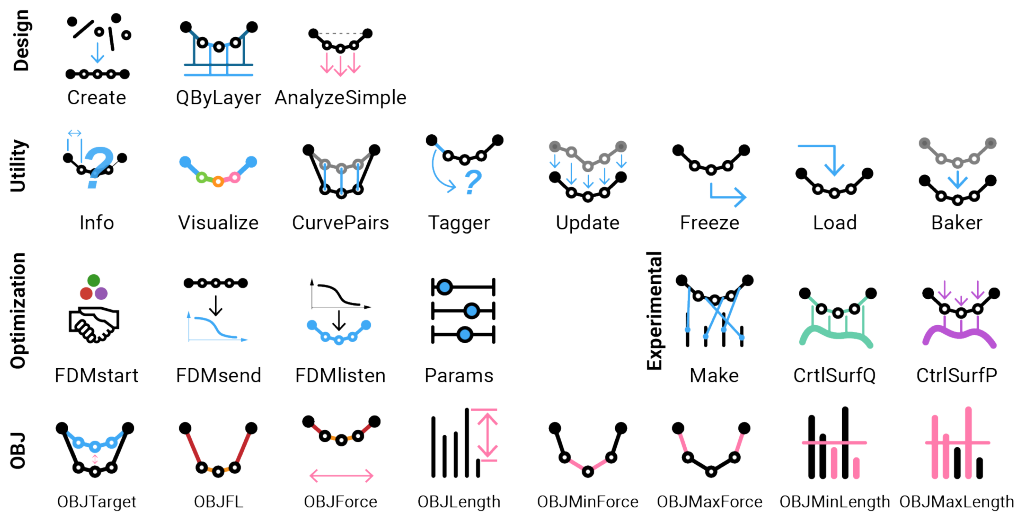 Design
Create
QByLayer
AnalyzeSimple
Utility
?
Info
Visualize
CurvePairs
?
Tagger
Update
Freeze
Load
Baker
Optimization
FDMstart
FDMsend
FDMlisten
Params
Experimental
Make
CrtlSurfQ
CtrlSurfP
OBJ
OBJTarget
OBJFL
OBJForce
OBJLength
OBJMinForce
OBJMaxForce
OBJMinLength
OBJMaxLength